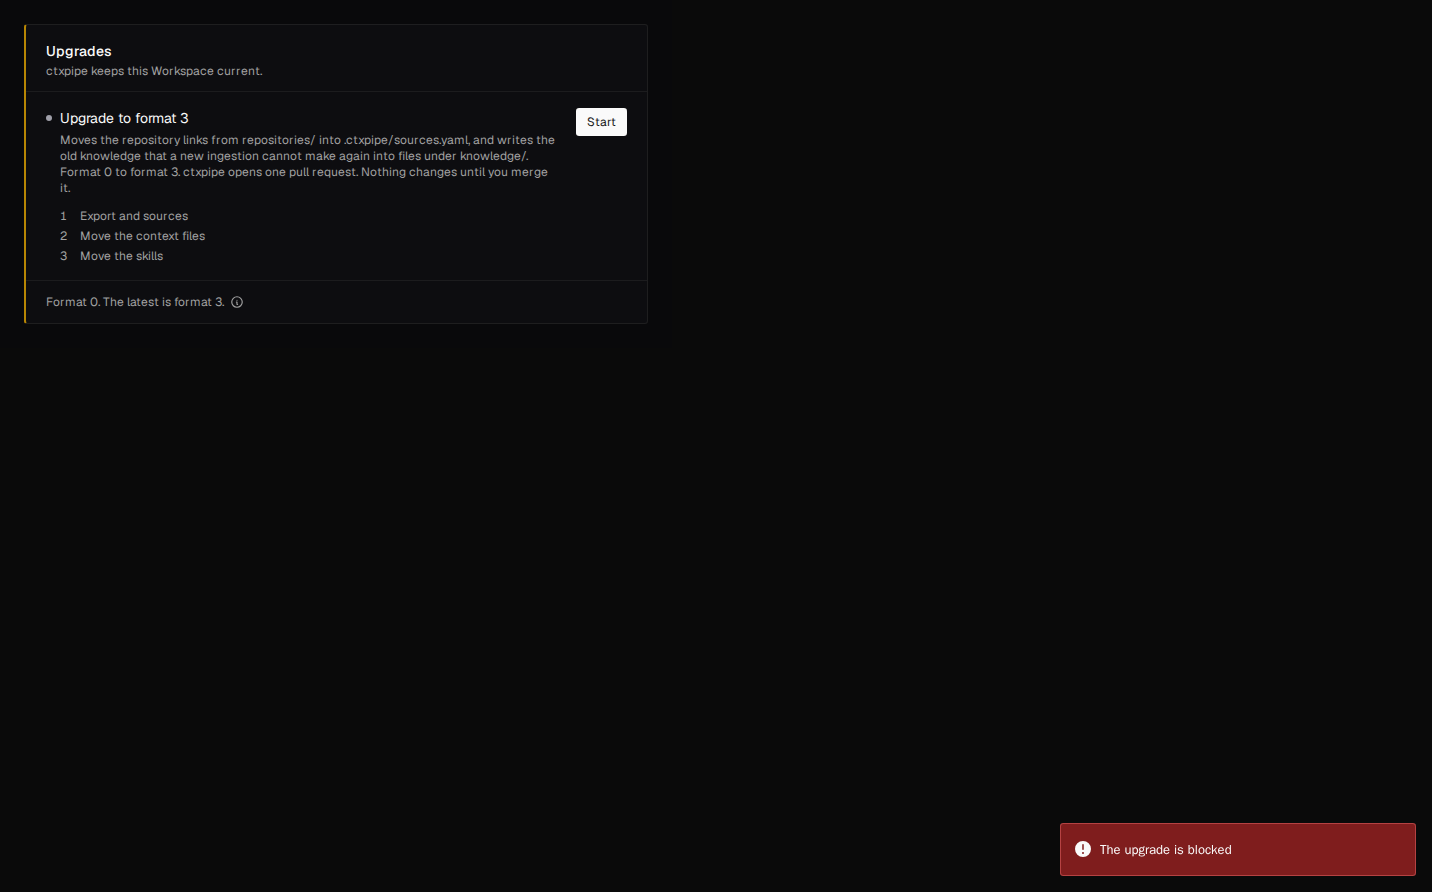 Upgrades
ctxpipe keeps this Workspace current.
Upgrade to format 3
Start
Moves the repository links from repositories/ into .ctxpipe/sources.yaml, and writes the
old knowledge that a new ingestion cannot make again into files under knowledge/.
Format 0 to format 3. ctxpipe opens one pull request. Nothing changes until you merge
it.
1 Export and sources
2 Move the context files
3 Move the skills
Format 0. The latest is format 3.
The upgrade is blocked